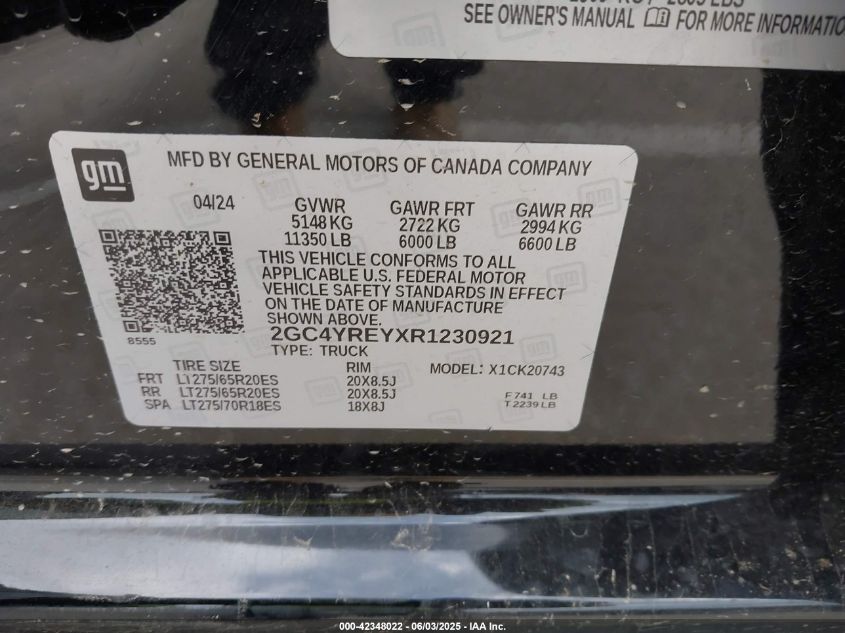 SEE OWNER'S MANUAL FOR MORE INFORMATIO
gm
MFD BY GENERAL MOTORS OF CANADA COMPANY
04/24 GVWR GAWR FRT GAWR RR
5148 KG 2722 KG 2994 KG
11350 LB 6000 LB 6600 LB
THIS VEHICLE CONFORMS TO ALL
APPLICABLE U.S. FEDERAL MOTOR
VEHICLE SAFETY STANDARDS IN EFFECT
ON THE DATE OF MANUFACTURE
SHOWN ABOVE.
8555
2GC4YREYXR1230921
TYPE: TRUCK
TIRE SIZE RIM MODEL: X1CK20743
FRT LT275/65R20ES 20X8.5J
RR LT275/65R20ES 20X8.5J F 741 LB
SPA LT275/70R18ES 18X8J T 2239 LB
000-42348022 - 06/03/2025 - IAA Inc.